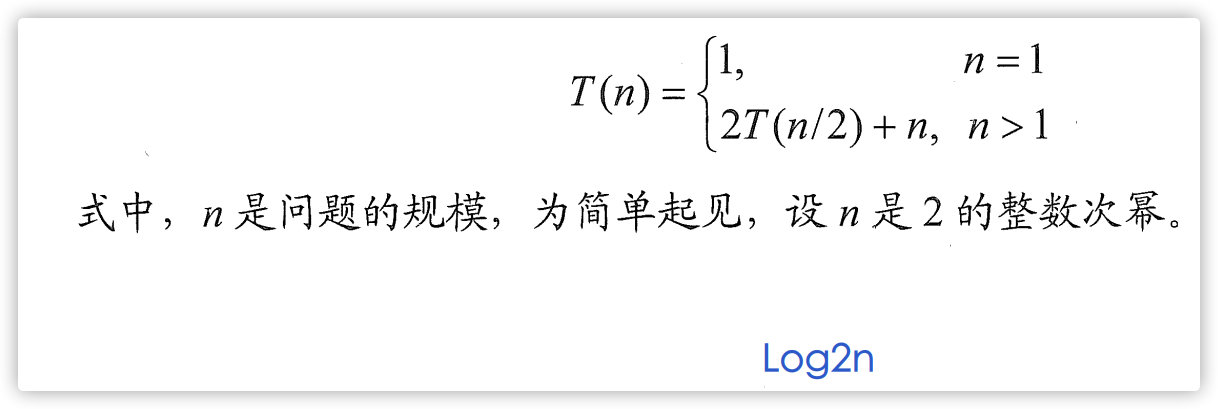 T(n) = { 1, n = 1
2T(n/2) + n, n > 1
式中，n 是问题的规模，为简单起见，设 n 是 2 的整数次幂。
Log2n